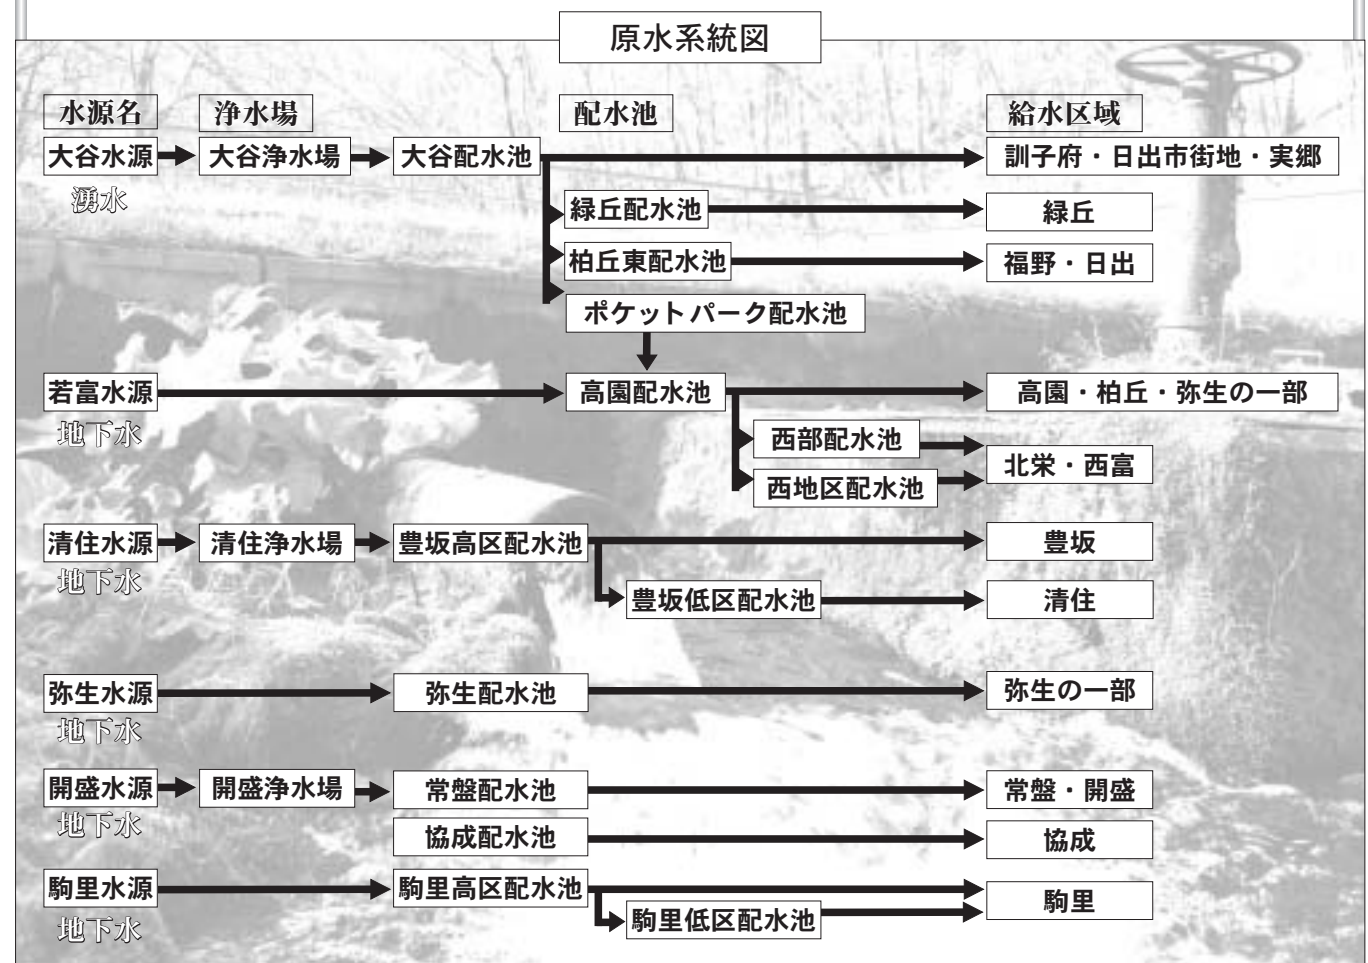 原水系統図
水源名 浄水場 配水池 給水区域
大谷水源 大谷浄水場 大谷配水池 訓子府・日出市街地・実郷
湧水
緑丘配水池 緑丘
柏丘東配水池 福野・日出
ポケットパーク配水池
若富水源 高園配水池 高園・柏丘・弥生の一部
地下水
西部配水池
北栄・西富
西地区配水池
清住水源 清住浄水場 豊坂高区配水池 豊坂
地下水
豊坂低区配水池 清住
弥生水源 弥生配水池 弥生の一部
地下水
開盛水源 開盛浄水場 常盤配水池 常盤・開盛
地下水
協成配水池 協成
駒里水源 駒里高区配水池 駒里
駒里低区配水池
地下水